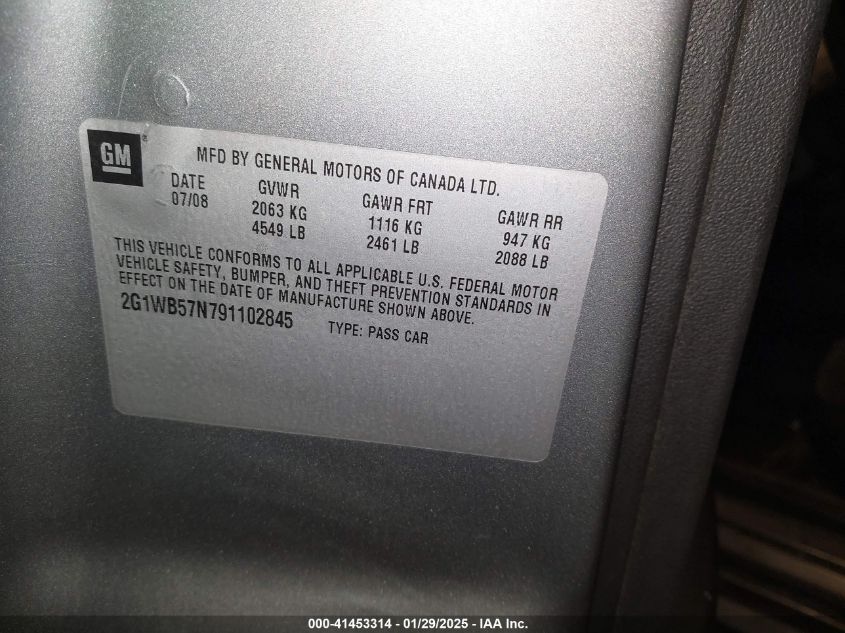 GM
MFD BY GENERAL MOTORS OF CANADA LTD.
DATE GVWR GAWR FRT GAWR RR
07/08 2063 KG 1116 KG 947 KG
4549 LB 2461 LB 2088 LB
THIS VEHICLE CONFORMS TO ALL APPLICABLE U.S. FEDERAL MOTOR
VEHICLE SAFETY, BUMPER, AND THEFT PREVENTION STANDARDS IN
EFFECT ON THE DATE OF MANUFACTURE SHOWN ABOVE.
2G1WB57N791102845 TYPE: PASS CAR
000-41453314 - 01/29/2025 - IAA Inc.